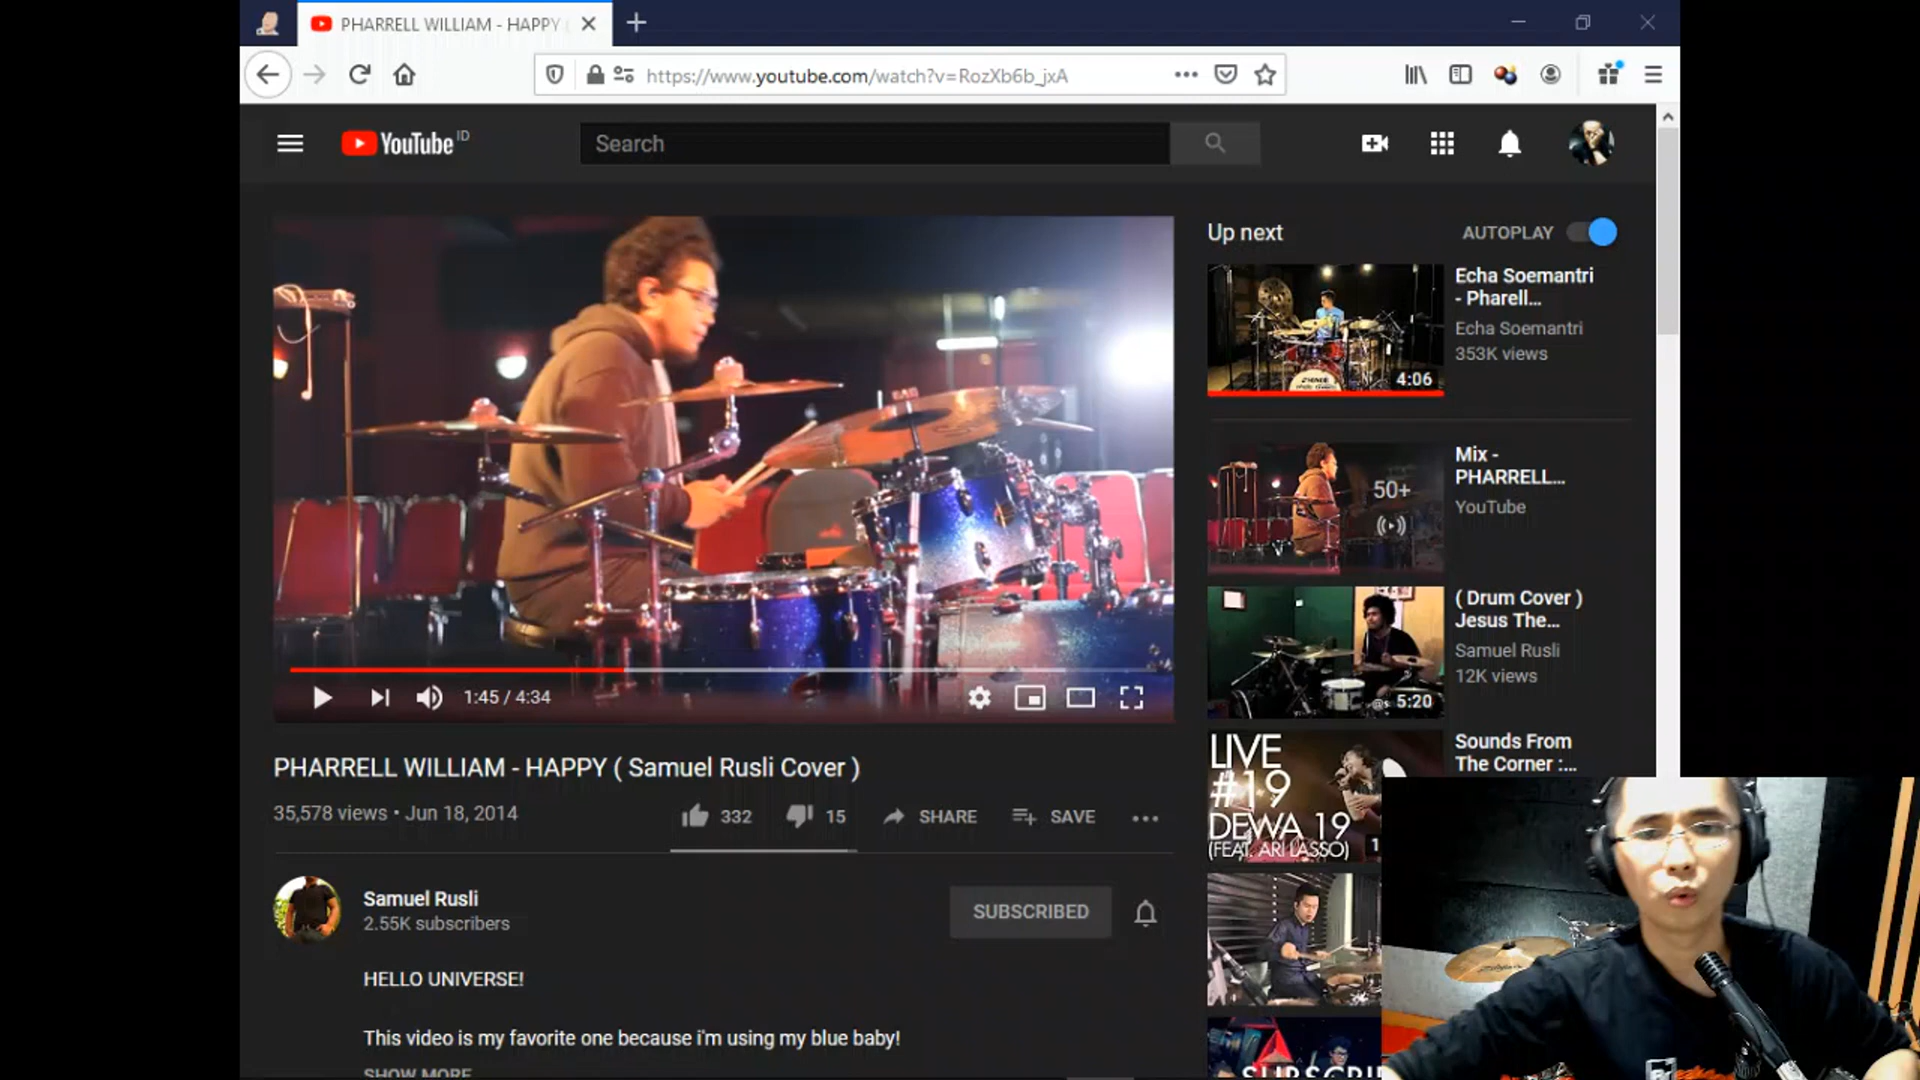 PHARRELL WILLIAM - HAPPY (
https://www.youtube.com/watch?v=RozXb6b_jxA
YouTube ID
Search
Up next
AUTOPLAY
Echa Soemantri
- Pharell...
Echa Soemantri
353K views
4:06
Mix -
PHARRELL...
YouTube
50+
( Drum Cover )
Jesus The...
Samuel Rusli
12K views
5:20
Sounds From
The Corner :...
LIVE
#19
DEWA 19
(FEAT. ARI LASSO)
1:45 / 4:34
PHARRELL WILLIAM - HAPPY ( Samuel Rusli Cover )
35,578 views • Jun 18, 2014
332
15
SHARE
SAVE
Samuel Rusli
2.55K subscribers
SUBSCRIBED
HELLO UNIVERSE!
This video is my favorite one because i'm using my blue baby!
SHOW MORE